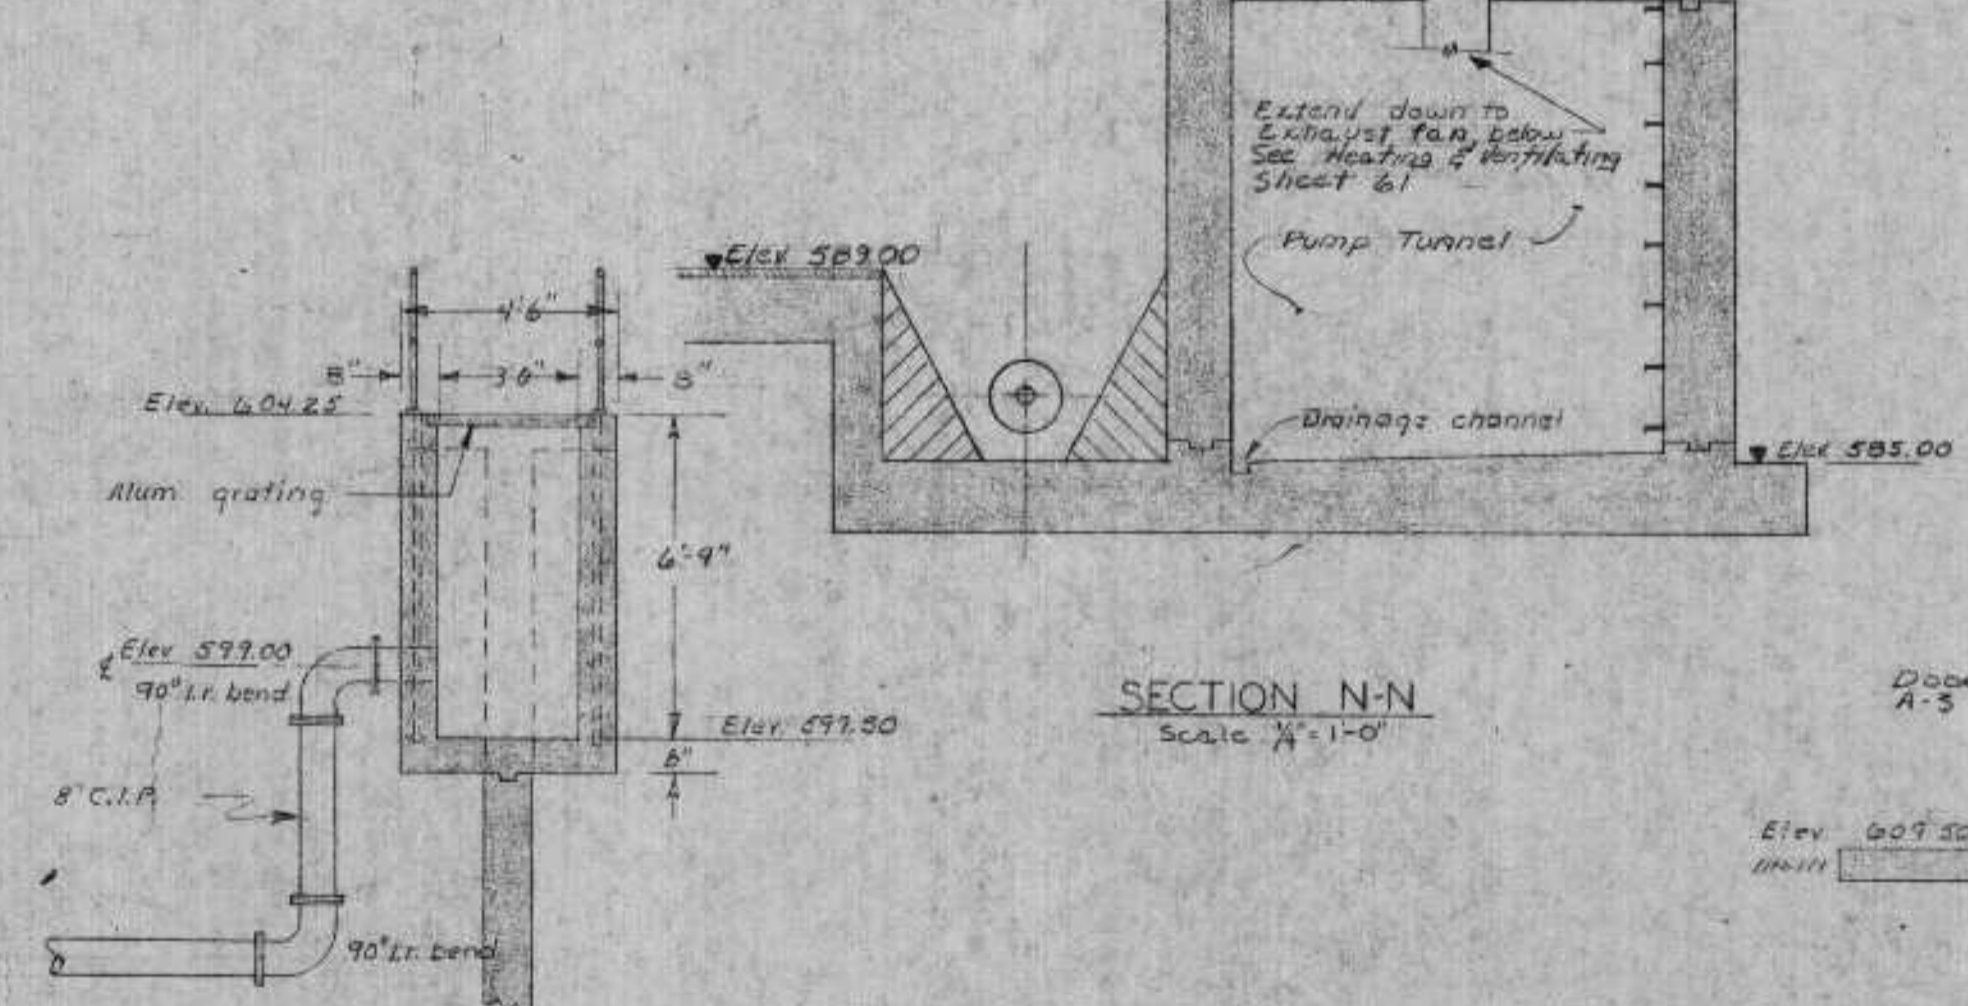 Extend down to
Exhaust fan, below
See Heating & Ventilating
Sheet 61
Pump Tunnel
Elev 589.00
4'6"
8"
3'0"
8"
Elev. 604.25
Drainage channel
Elev 585.00
Alum grating
6'-9"
℄ Elev 599.00
90° l.r. bend
Elev. 597.50
8"
SECTION N-N
Scale ¼" = 1'-0"
A-3
8" C.I.P.
Elev 609.50
90° l.r. bend